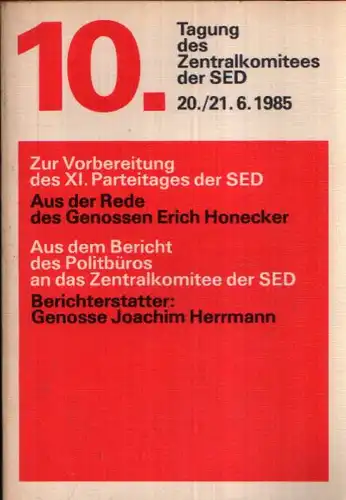 10.
Tagung
des
Zentralkomitees
der SED
20./21.6.1985
Zur Vorbereitung
des XI. Parteitages der SED
Aus der Rede
des Genossen Erich Honecker
Aus dem Bericht
des Politbüros
an das Zentralkomitee der SED
Berichterstatter:
Genosse Joachim Herrmann